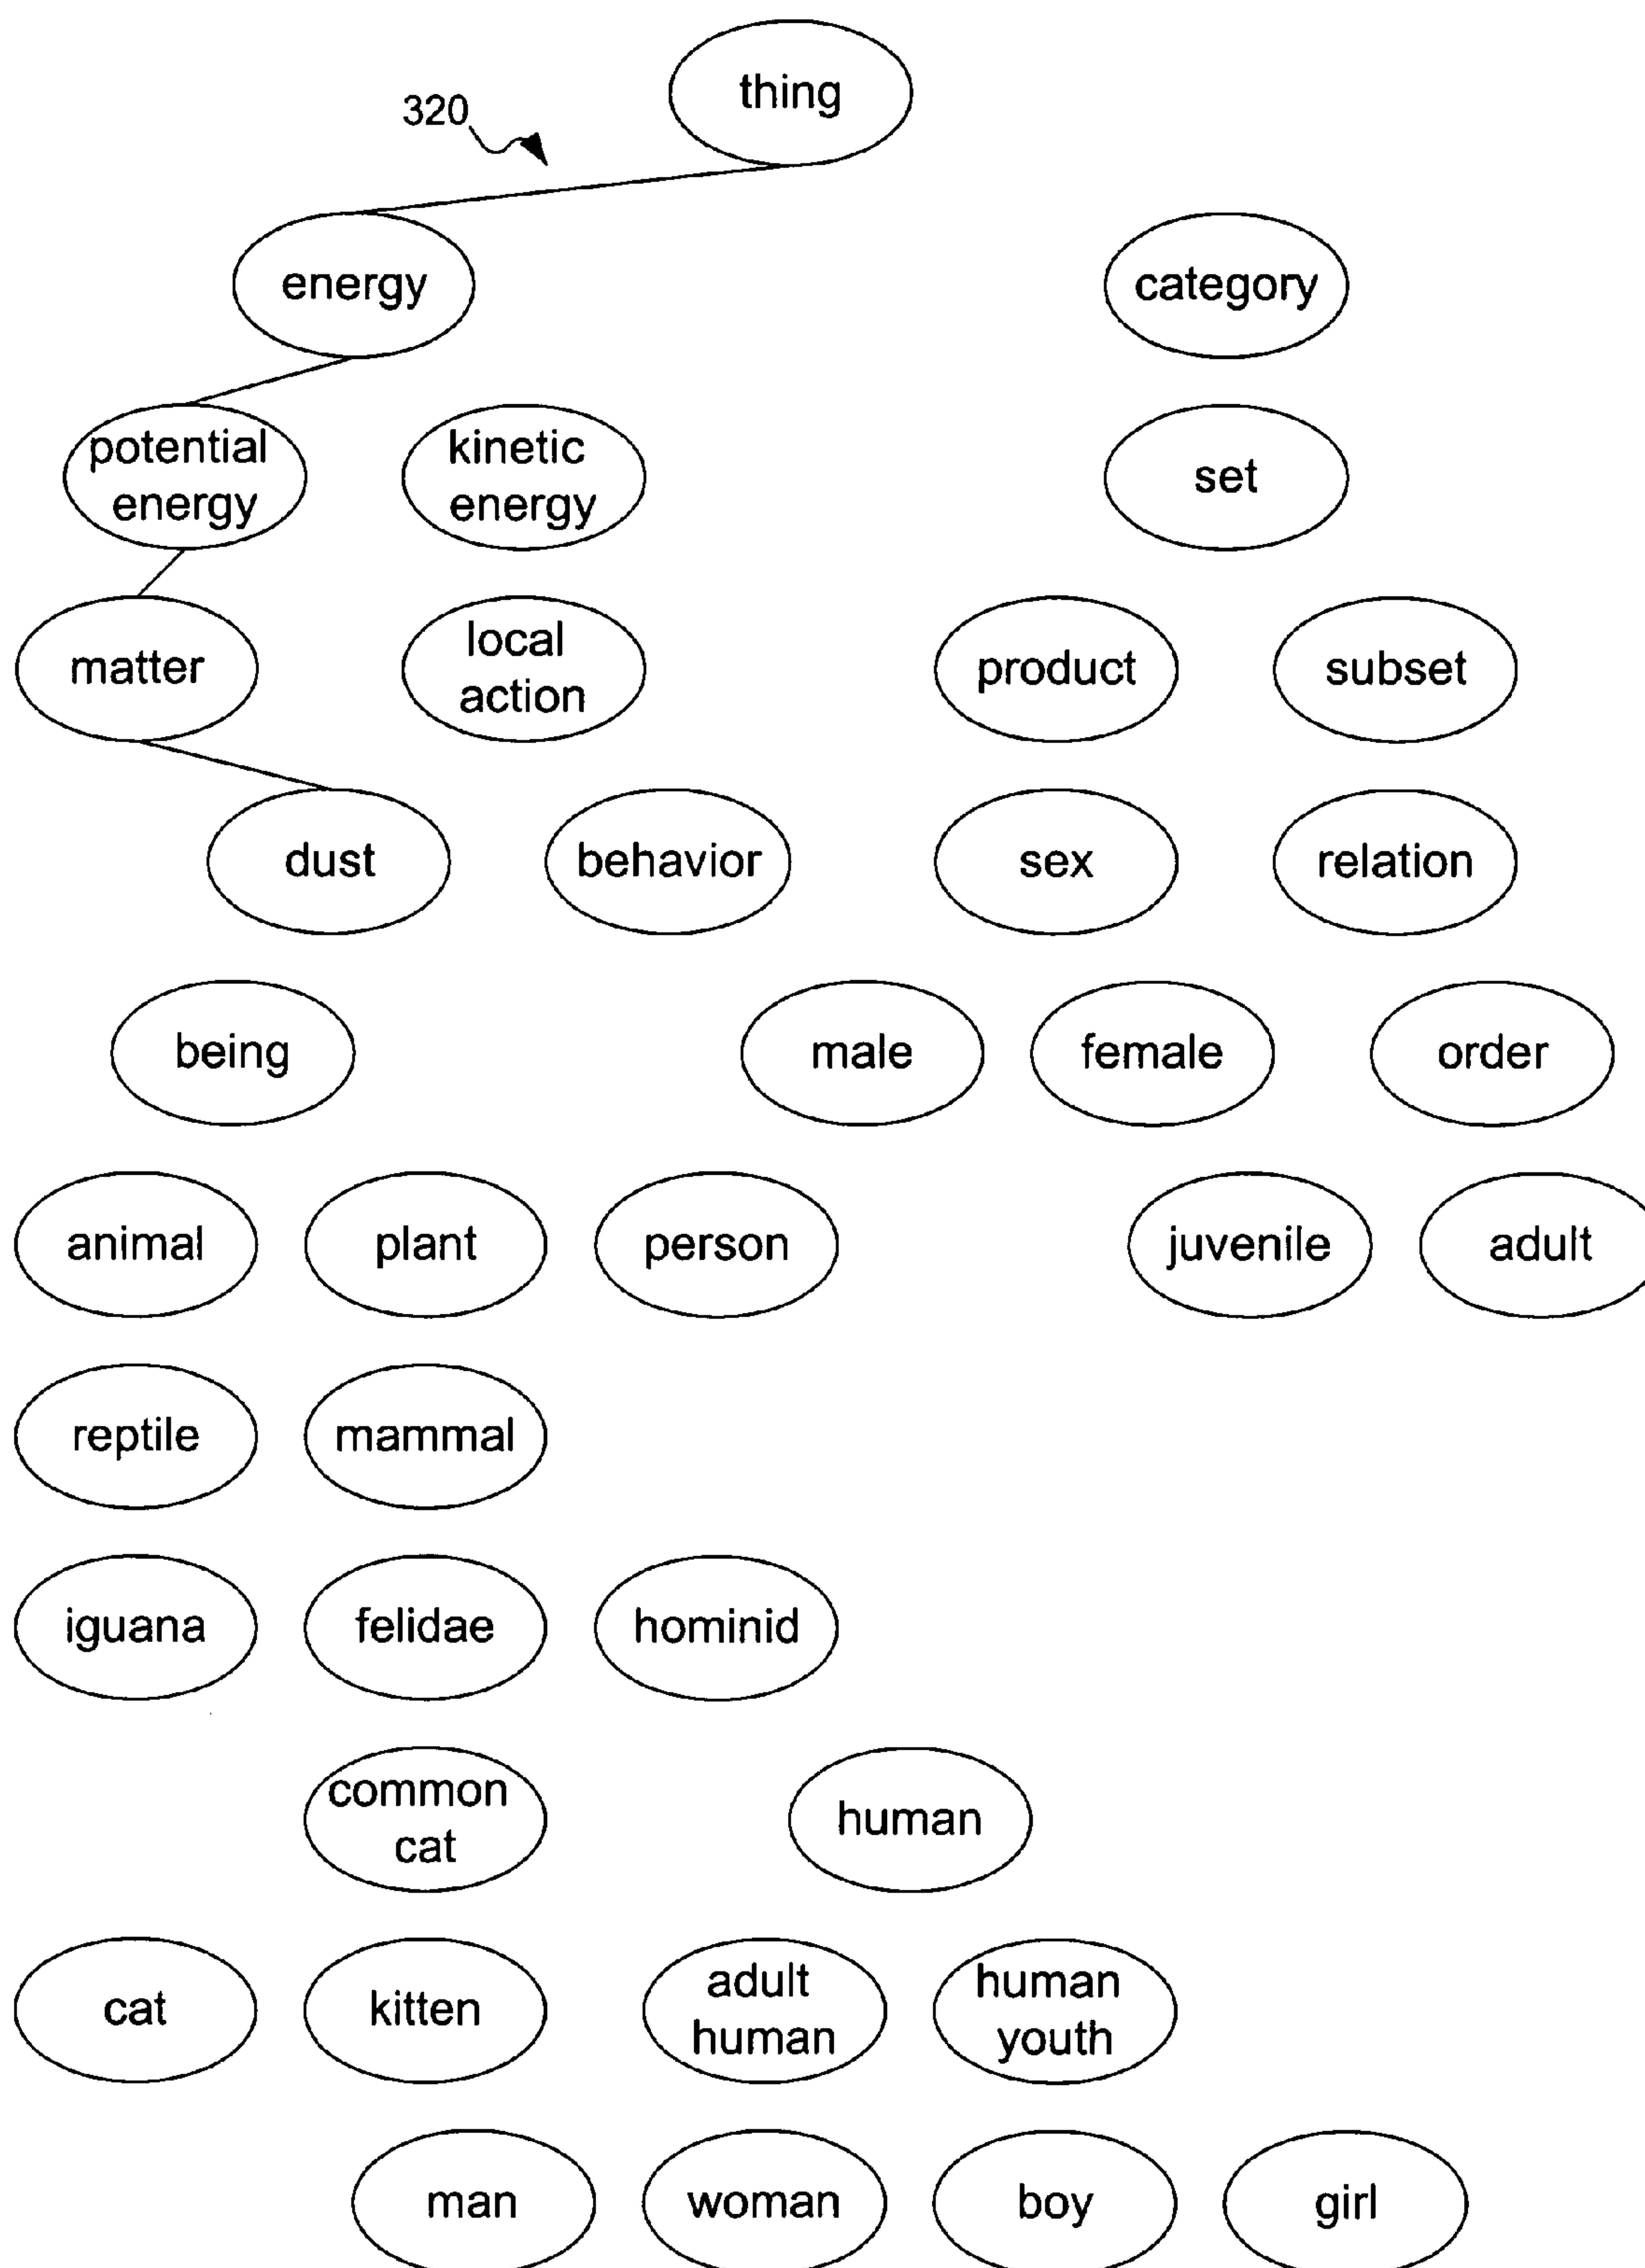 thing
320
energy
category
potential
energy
kinetic
energy
set
matter
local
action
product
subset
dust
behavior
sex
relation
being
male
female
order
animal
plant
person
juvenile
adult
reptile
mammal
iguana
felidae
hominid
common
cat
human
cat
kitten
adult
human
human
youth
man
woman
boy
girl